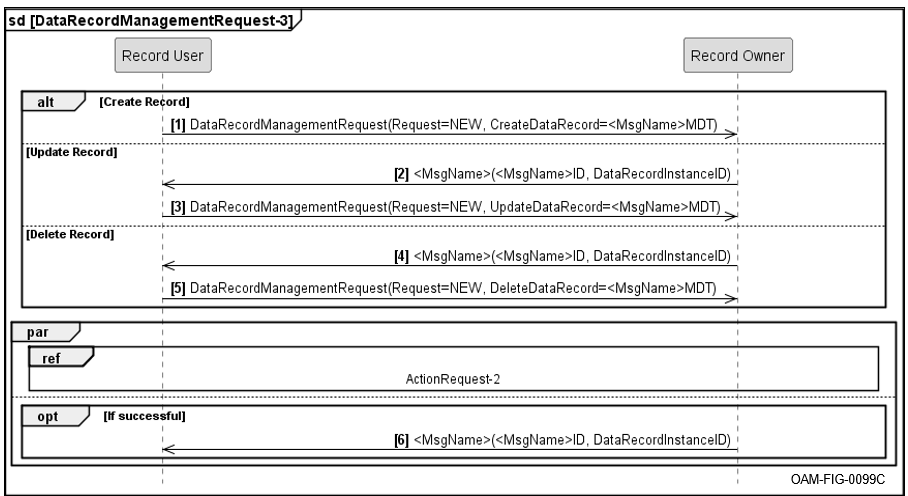 sd [DataRecordManagementRequest-3]
Record User
Record Owner
alt [Create Record]
[1] DataRecordManagementRequest(Request=NEW, CreateDataRecord=<MsgName>MDT)
[Update Record]
[2] <MsgName>(<MsgName>ID, DataRecordInstanceID)
[3] DataRecordManagementRequest(Request=NEW, UpdateDataRecord=<MsgName>MDT)
[Delete Record]
[4] <MsgName>(<MsgName>ID, DataRecordInstanceID)
[5] DataRecordManagementRequest(Request=NEW, DeleteDataRecord=<MsgName>MDT)
par
ref
ActionRequest-2
opt [If successful]
[6] <MsgName>(<MsgName>ID, DataRecordInstanceID)
OAM-FIG-0099C